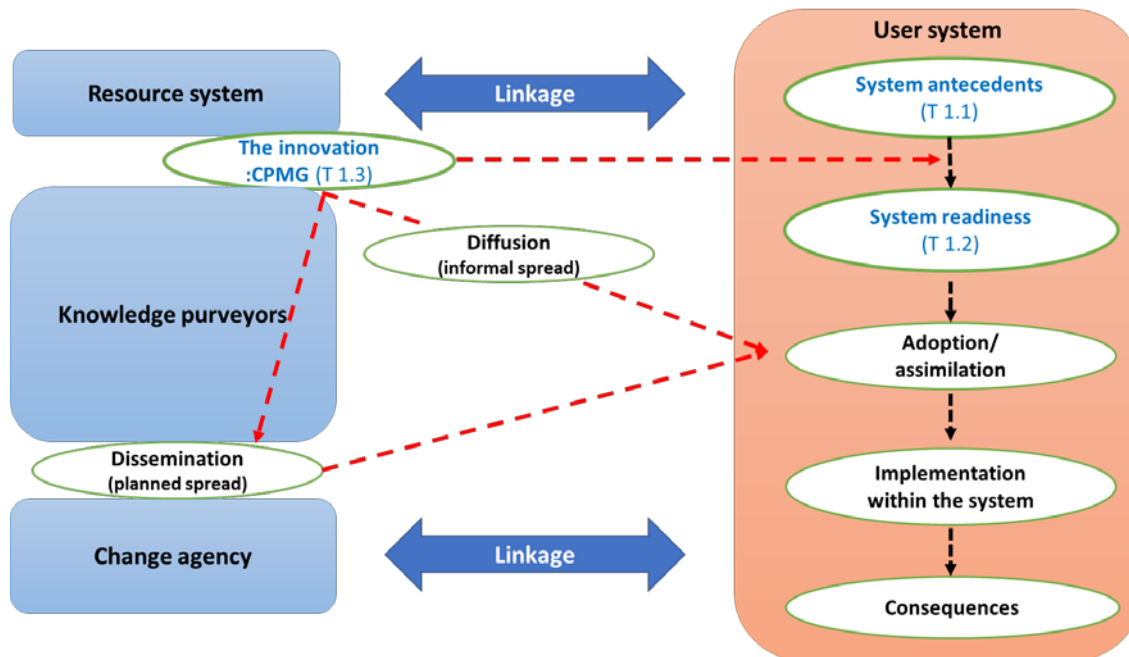 User system
Resource system
Linkage
System antecedents
(T 1.1)
The innovation
:CPMG (T 1.3)
System readiness
(T 1.2)
Diffusion
(informal spread)
Knowledge purveyors
Adoption/
assimilation
Dissemination
(planned spread)
Implementation
within the system
Change agency
Linkage
Consequences